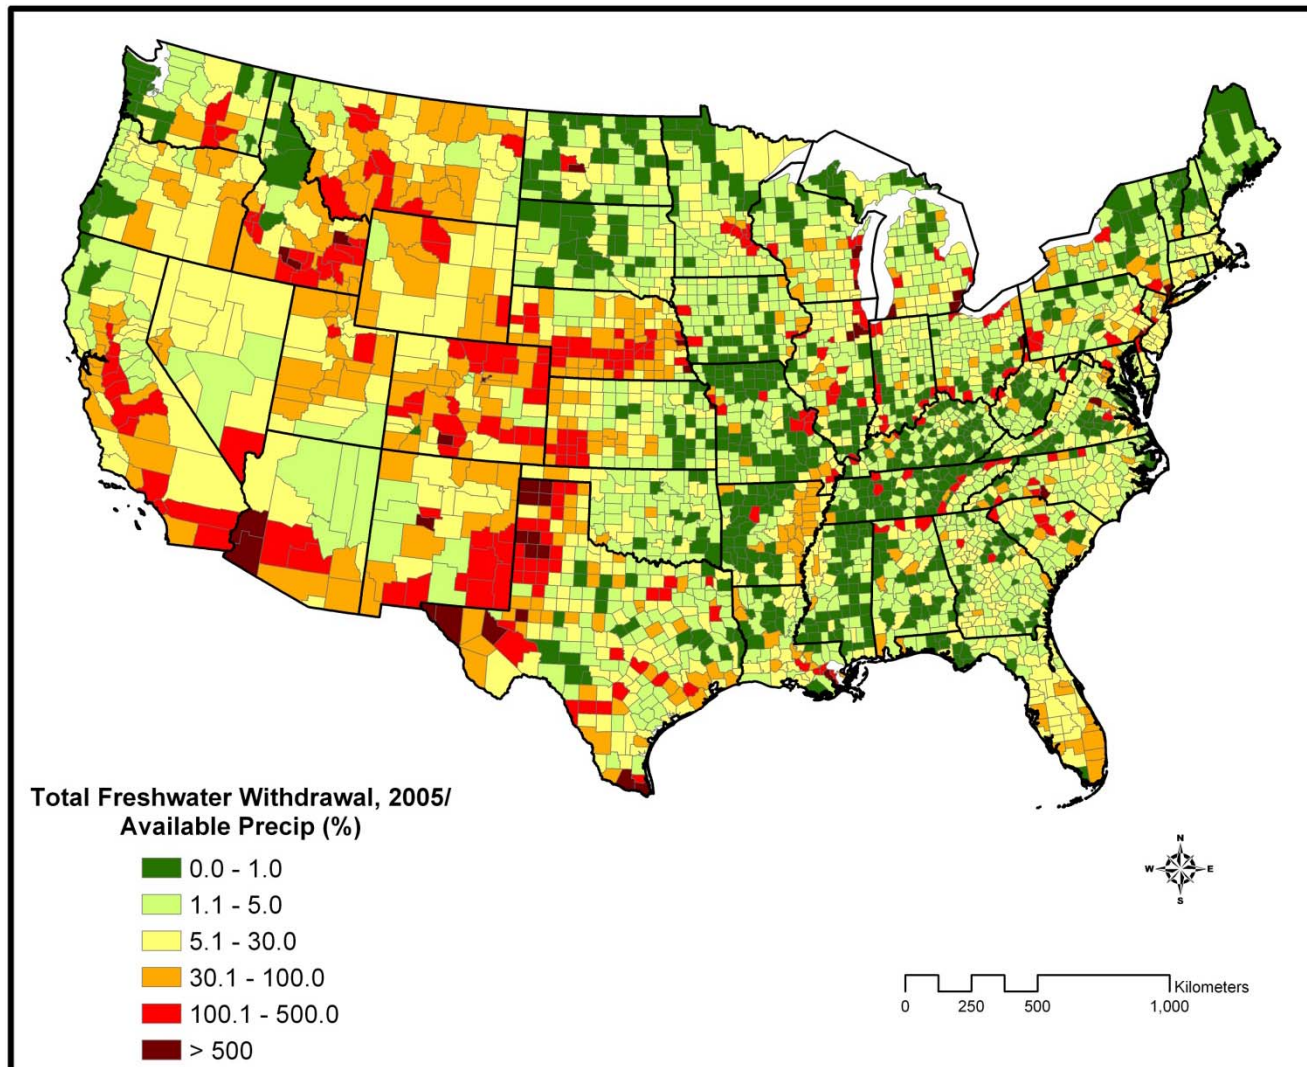 Total Freshwater Withdrawal, 2005/
Available Precip (%)
0.0 - 1.0
1.1 - 5.0
5.1 - 30.0
30.1 - 100.0
100.1 - 500.0
> 500
N
W E
S
Kilometers
0 250 500 1,000